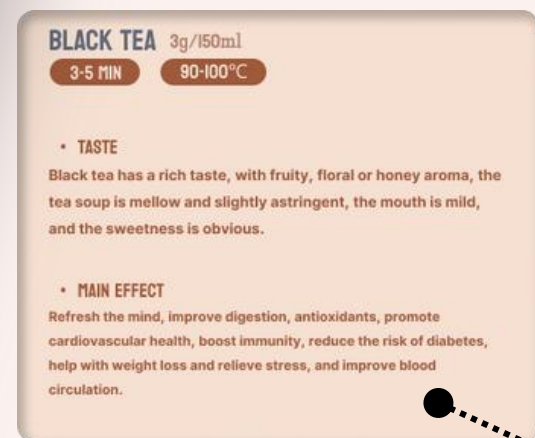 BLACK TEA 3g/150ml
3-5 MIN 90-100°C
• TASTE
Black tea has a rich taste, with fruity, floral or honey aroma, the
tea soup is mellow and slightly astringent, the mouth is mild,
and the sweetness is obvious.
• MAIN EFFECT
Refresh the mind, improve digestion, antioxidants, promote
cardiovascular health, boost immunity, reduce the risk of diabetes,
help with weight loss and relieve stress, and improve blood
circulation.